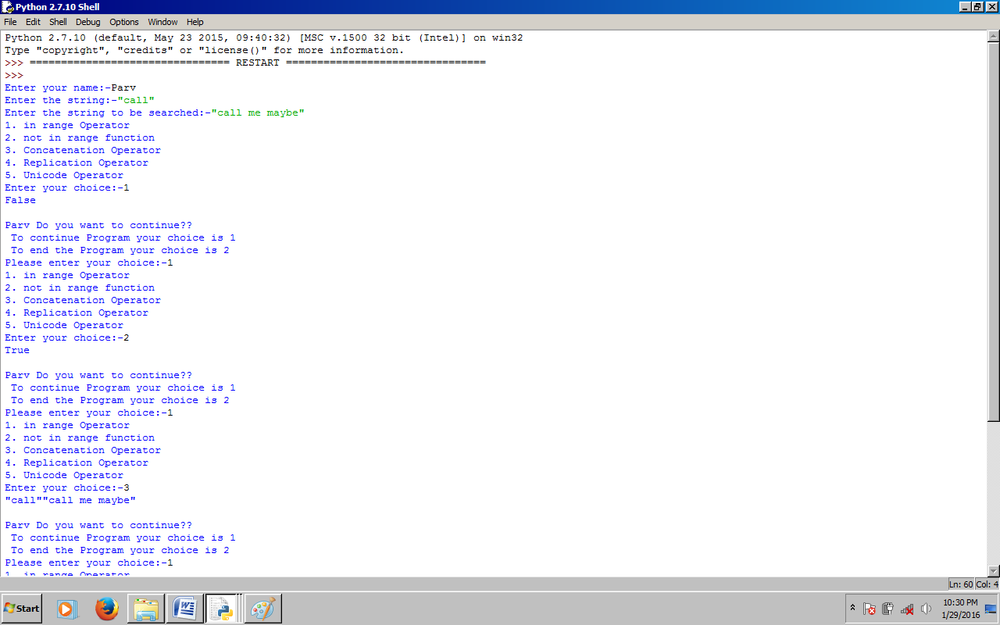 Python 2.7.10 Shell
File Edit Shell Debug Options Window Help
Python 2.7.10 (default, May 23 2015, 09:40:32) [MSC v.1500 32 bit (Intel)] on win32
Type "copyright", "credits" or "license()" for more information.
>>> ================================ RESTART ================================
>>>
Enter your name:-Parv
Enter the string:-"call"
Enter the string to be searched:-"call me maybe"
1. in range Operator
2. not in range function
3. Concatenation Operator
4. Replication Operator
5. Unicode Operator
Enter your choice:-1
False
Parv Do you want to continue??
To continue Program your choice is 1
To end the Program your choice is 2
Please enter your choice:-1
1. in range Operator
2. not in range function
3. Concatenation Operator
4. Replication Operator
5. Unicode Operator
Enter your choice:-2
True
Parv Do you want to continue??
To continue Program your choice is 1
To end the Program your choice is 2
Please enter your choice:-1
1. in range Operator
2. not in range function
3. Concatenation Operator
4. Replication Operator
5. Unicode Operator
Enter your choice:-3
"call""call me maybe"
Parv Do you want to continue??
To continue Program your choice is 1
To end the Program your choice is 2
Please enter your choice:-1
1. in range Operator
Ln: 60 Col: 4
Start
10:30 PM
1/29/2016